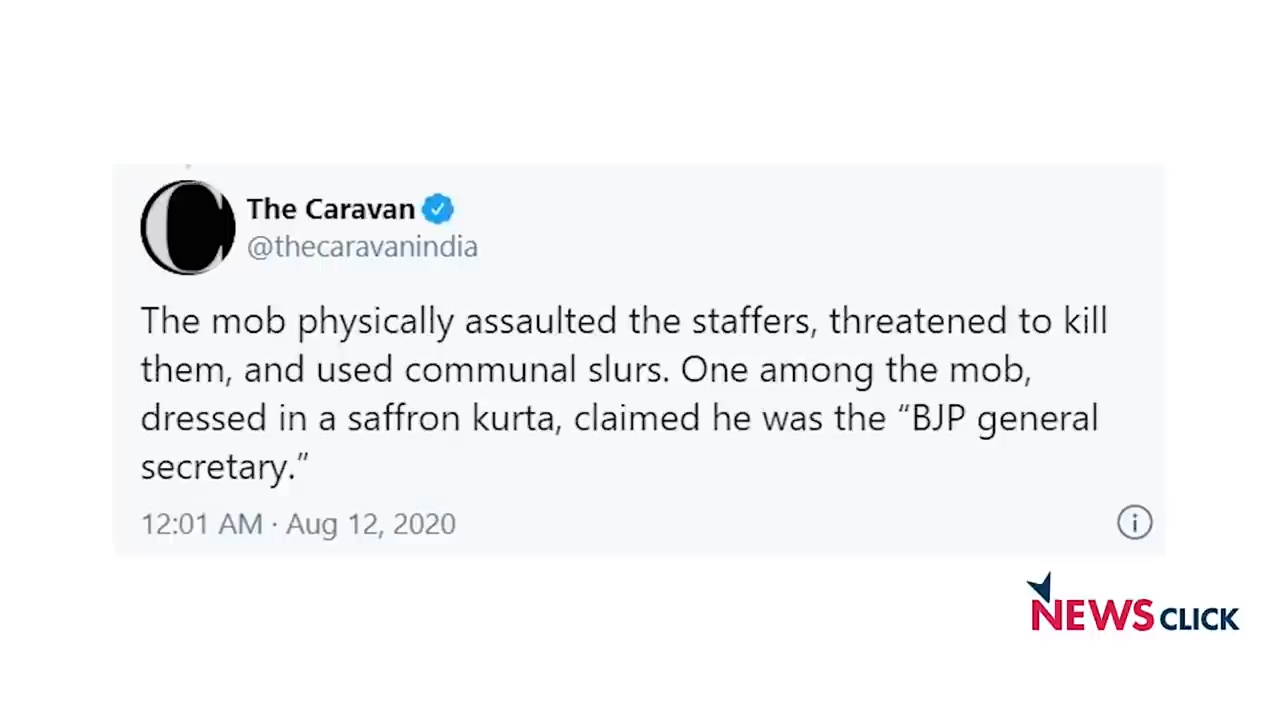 The Caravan
@thecaravanindia
The mob physically assaulted the staffers, threatened to kill
them, and used communal slurs. One among the mob,
dressed in a saffron kurta, claimed he was the “BJP general
secretary.”
12:01 AM · Aug 12, 2020
NEWSCLICK